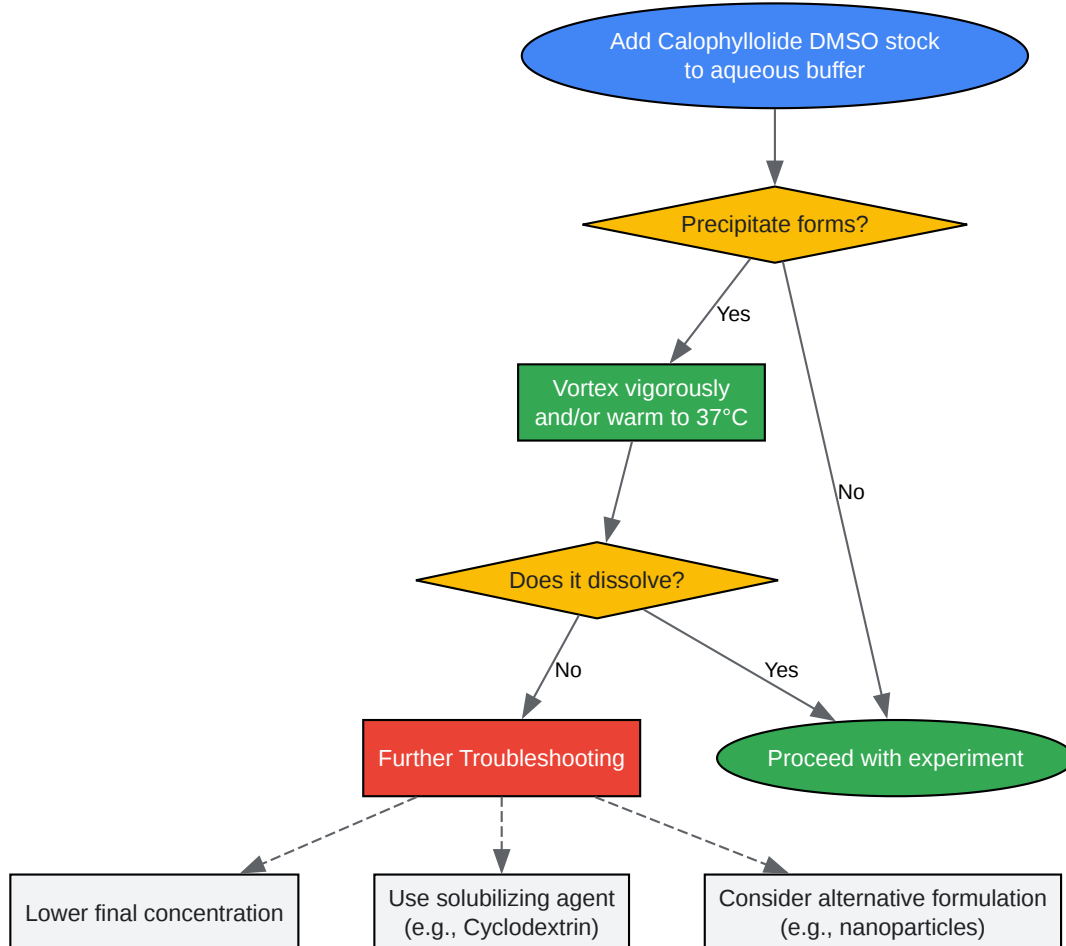 Add Calophyllolide DMSO stock
to aqueous buffer
Precipitate forms?
Yes
Vortex vigorously
and/or warm to 37°C
No
Does it dissolve?
No
Yes
Further Troubleshooting
Proceed with experiment
Lower final concentration
Use solubilizing agent
(e.g., Cyclodextrin)
Consider alternative formulation
(e.g., nanoparticles)